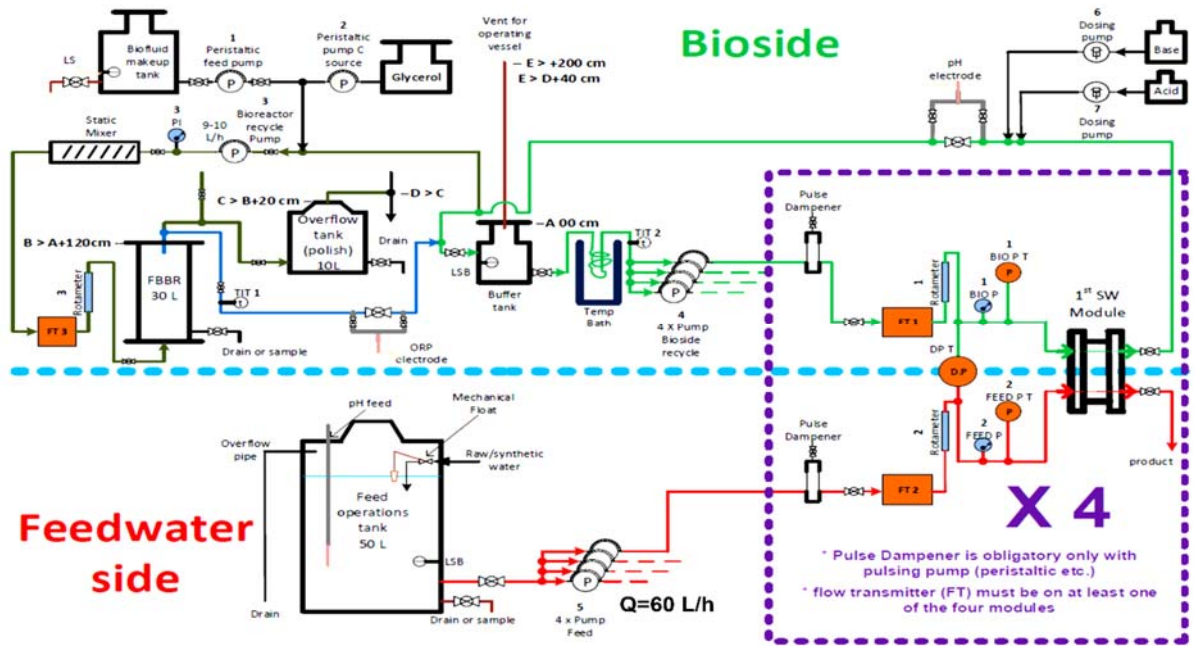 Bioside
Feedwater
side
LS
Biofluid
makeup
tank
1
Peristaltic
feed pump
2
Peristaltic
pump C
source
P
P
Glycerol
Vent for
operating
vessel
– E > +200 cm
E > D+40 cm
6
Dosing
pump
Base
Acid
7
Dosing
pump
pH
electrode
Static
Mixer
3
PI
9-10
L/h
3
Bioreactor
recycle
Pump
P
C > B+20 cm
–D > C
Overflow
tank
(polish)
10L
Drain
B > A+120cm
FBBR
30 L
3
Rotameter
FT 3
TIT 1
t
Drain or sample
ORP
electrode
–A 00 cm
LSB
Buffer
tank
Temp
Bath
TIT 2
t
P
4
4 X Pump
Bioside
recycle
Pulse
Dampener
FT 1
1
Rotameter
1
BIO P T
P
1
BIO P
1st SW
Module
DP T
D.P
2
FEED P T
P
2
FEED P
2
Rotameter
FT 2
Pulse
Dampener
product
X 4
* Pulse Dampener is obligatory only with
pulsing pump (peristaltic etc.)
* flow transmitter (FT) must be on at least one
of the four modules
pH feed
Mechanical
Float
Overflow
pipe
Raw/synthetic
water
Feed
operations
tank
50 L
LSB
Drain
Drain or sample
P
5
4 x Pump
Feed
Q=60 L/h